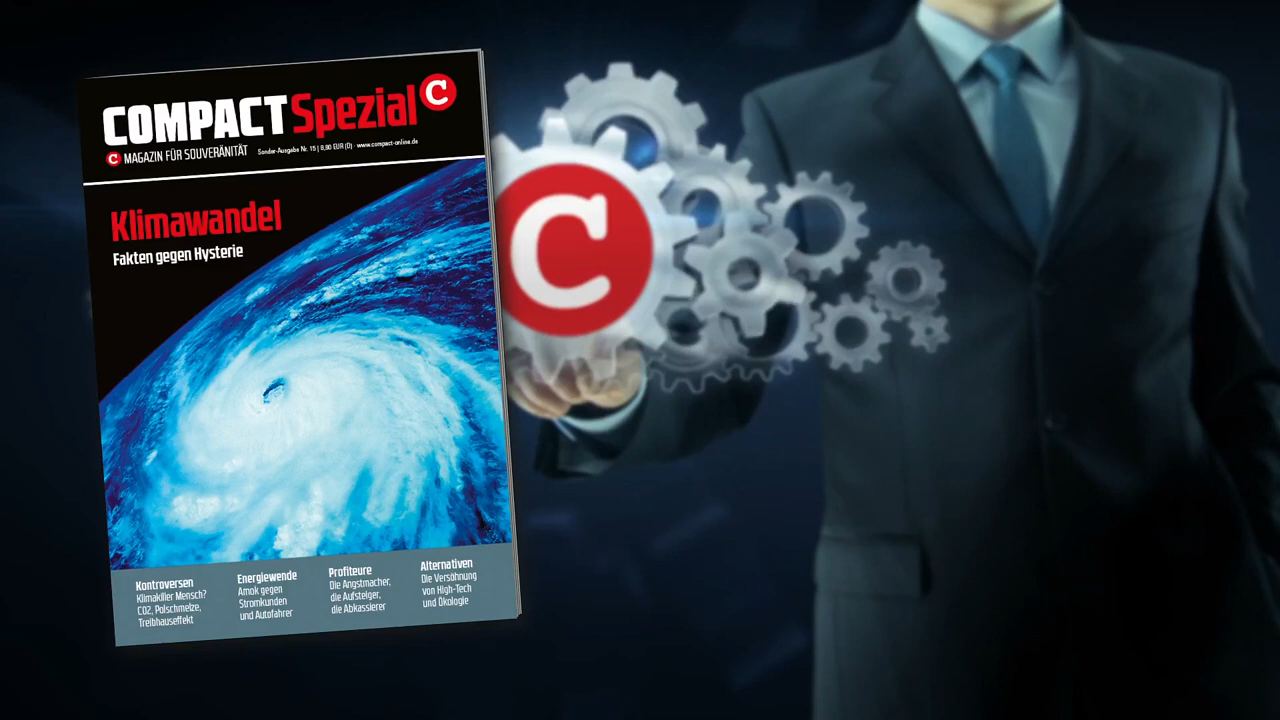 COMPACT Spezial C
C MAGAZIN FÜR SOUVERÄNITÄT Sonder-Ausgabe Nr. 15 | 8,80 EUR (D) · www.compact-online.de
Klimawandel
Fakten gegen Hysterie
C
Kontroversen
Klimakiller Mensch?
CO2, Polschmelze,
Treibhauseffekt
Energiewende
Amok gegen
Stromkunden
und Autofahrer
Profiteure
Die Angstmacher,
die Aufsteiger,
die Abkassierer
Alternativen
Die Versöhnung
von High-Tech
und Ökologie